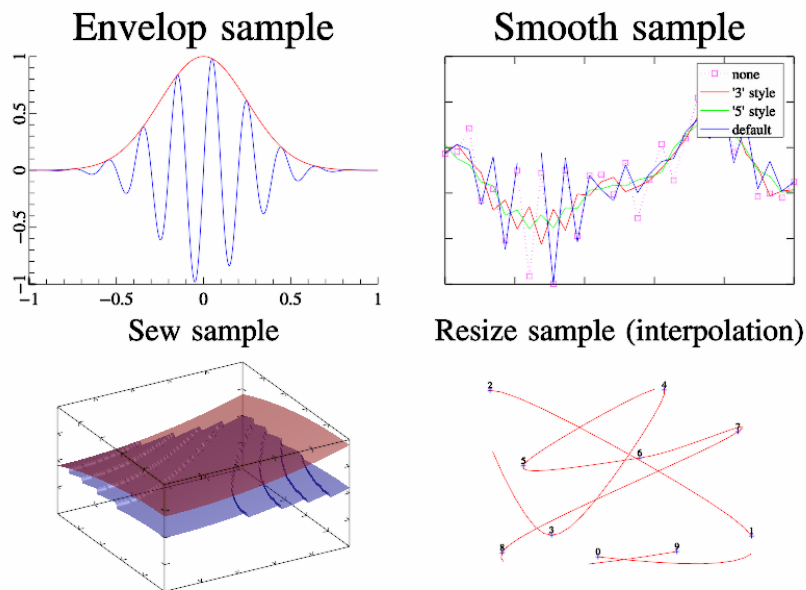 Envelop sample
Smooth sample
1
0.5
0
−0.5
−1
−1
−0.5
0
0.5
1
none
'3' style
'5' style
default
Sew sample
Resize sample (interpolation)
2
4
7
5
6
8
3
0
9
1